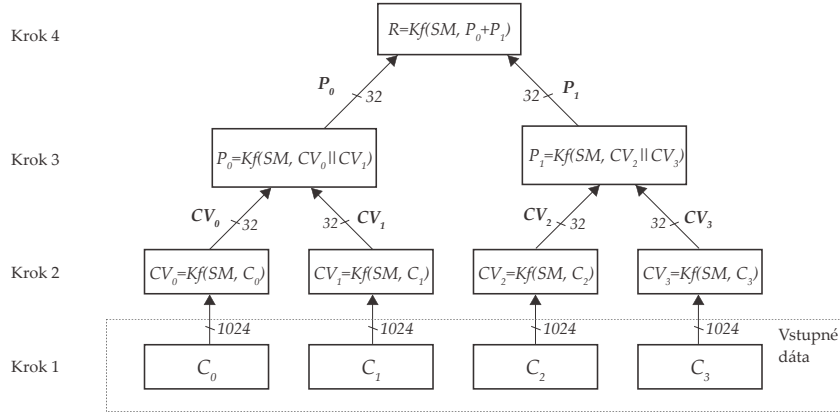 Krok 4
R=Kf(SM, P₀+P₁)
P₀
32
32
P₁
Krok 3
P₀=Kf(SM, CV₀||CV₁)
P₁=Kf(SM, CV₂||CV₃)
CV₀
32
32
CV₁
CV₂
32
32
CV₃
Krok 2
CV₀=Kf(SM, C₀)
CV₁=Kf(SM, C₁)
CV₂=Kf(SM, C₂)
CV₃=Kf(SM, C₃)
1024
1024
1024
1024
Vstupné
dáta
Krok 1
C₀
C₁
C₂
C₃